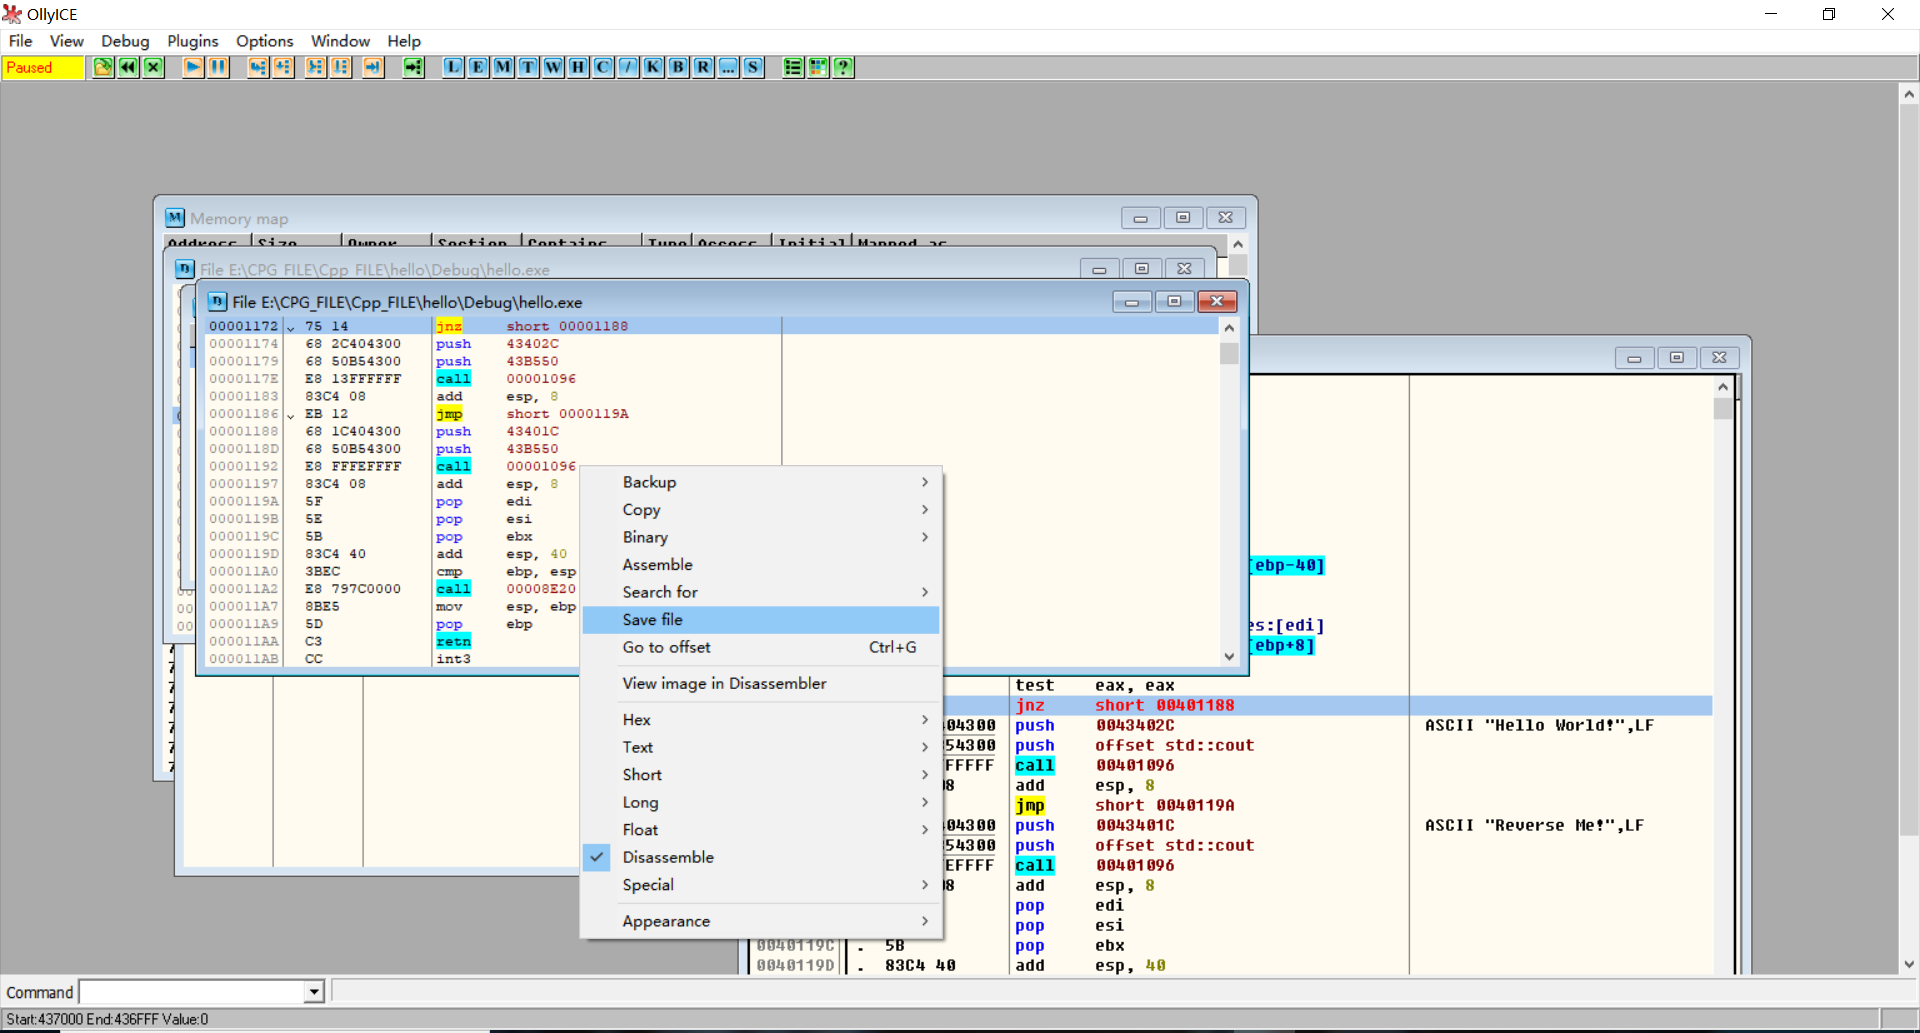 OllyICE
File View Debug Plugins Options Window Help
Paused L E M T W H C / K B R ... S ?
Memory map
Address Size Owner Section Contains Type Access Initial Mapped as
File E:\CPG_FILE\Cpp_FILE\hello\Debug\hello.exe
File E:\CPG_FILE\Cpp_FILE\hello\Debug\hello.exe
00001172 75 14 jnz short 00001188
00001174 68 2C404300 push 43402C
00001179 68 50B54300 push 43B550
0000117E E8 13FFFFFF call 00001096
00001183 83C4 08 add esp, 8
00001186 EB 12 jmp short 0000119A
00001188 68 1C404300 push 43401C
0000118D 68 50B54300 push 43B550
00001192 E8 FFFEFFFF call 00001096
00001197 83C4 08 add esp, 8
0000119A 5F pop edi
0000119B 5E pop esi
0000119C 5B pop ebx
0000119D 83C4 40 add esp, 40
000011A0 3BEC cmp ebp, esp
000011A2 E8 797C0000 call 00008E20
000011A7 8BE5 mov esp, ebp
000011A9 5D pop ebp
000011AA C3 retn
000011AB CC int3
Backup
Copy
Binary
Assemble
Search for
Save file
Go to offset Ctrl+G
View image in Disassembler
Hex
Text
Short
Long
Float
Disassemble
Special
Appearance
[ebp-40]
es:[edi]
[ebp+8]
test eax, eax
jnz short 00401188
404300 push 0043402C ASCII "Hello World!",LF
54300 push offset std::cout
FFFFF call 00401096
add esp, 8
jmp short 0040119A
404300 push 0043401C ASCII "Reverse Me!",LF
54300 push offset std::cout
EFFFF call 00401096
add esp, 8
pop edi
pop esi
0040119C . 5B pop ebx
0040119D . 83C4 40 add esp, 40
Command
Start:437000 End:436FFF Value:0